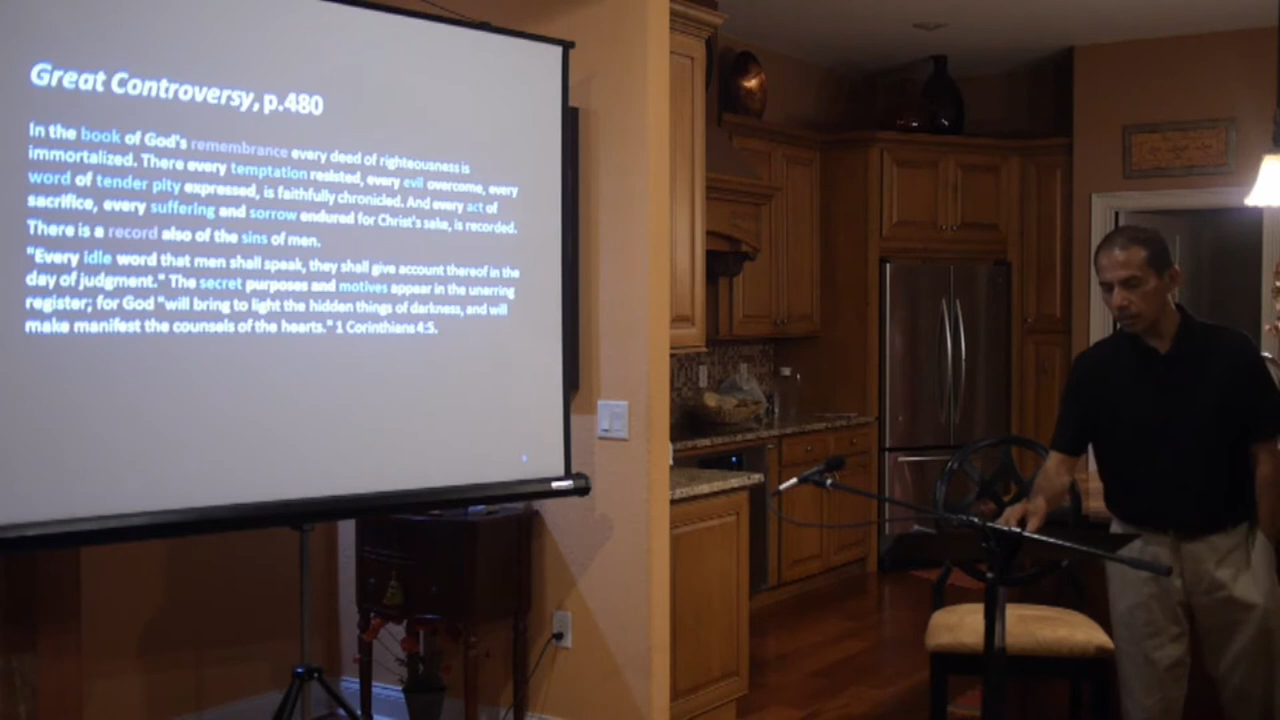 Great Controversy, p.480
In the book of God's remembrance every deed of righteousness is
immortalized. There every temptation resisted, every evil overcome, every
word of tender pity expressed, is faithfully chronicled. And every act of
sacrifice, every suffering and sorrow endured for Christ's sake, is recorded.
There is a record also of the sins of men.
"Every idle word that men shall speak, they shall give account thereof in the
day of judgment." The secret purposes and motives appear in the unerring
register; for God "will bring to light the hidden things of darkness, and will
make manifest the counsels of the hearts." 1 Corinthians 4:5.